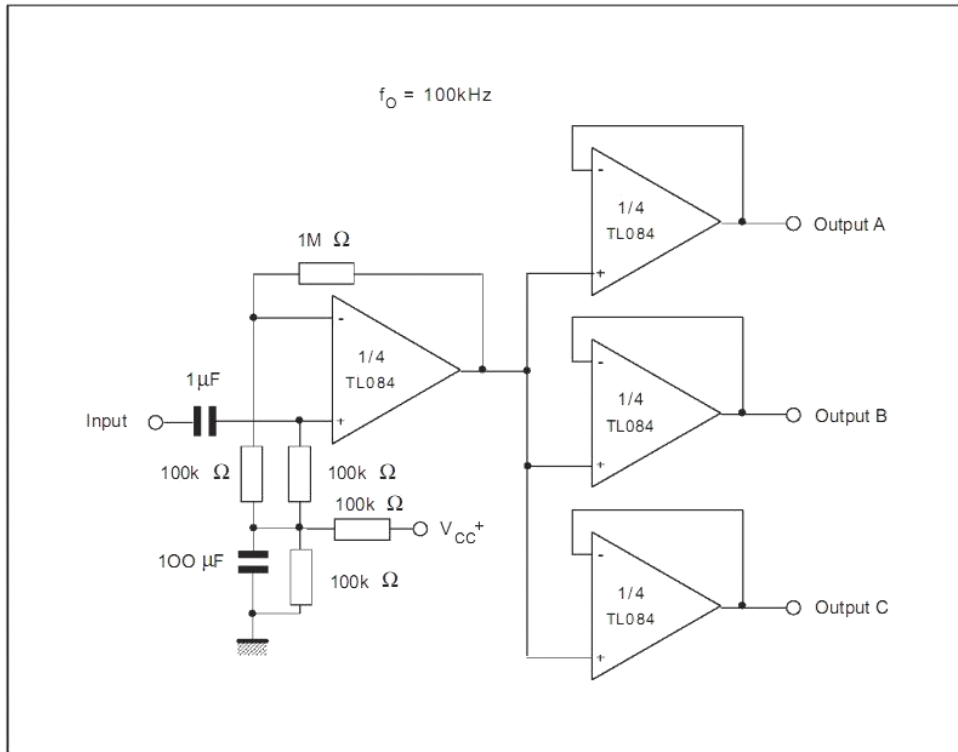 f_O = 100kHz
1/4
TL084
-
+
Output A
1M Ω
1/4
TL084
-
+
1µF
Input
1/4
TL084
-
+
Output B
100k Ω
100k Ω
100k Ω
V_CC+
100 µF
100k Ω
1/4
TL084
-
+
Output C